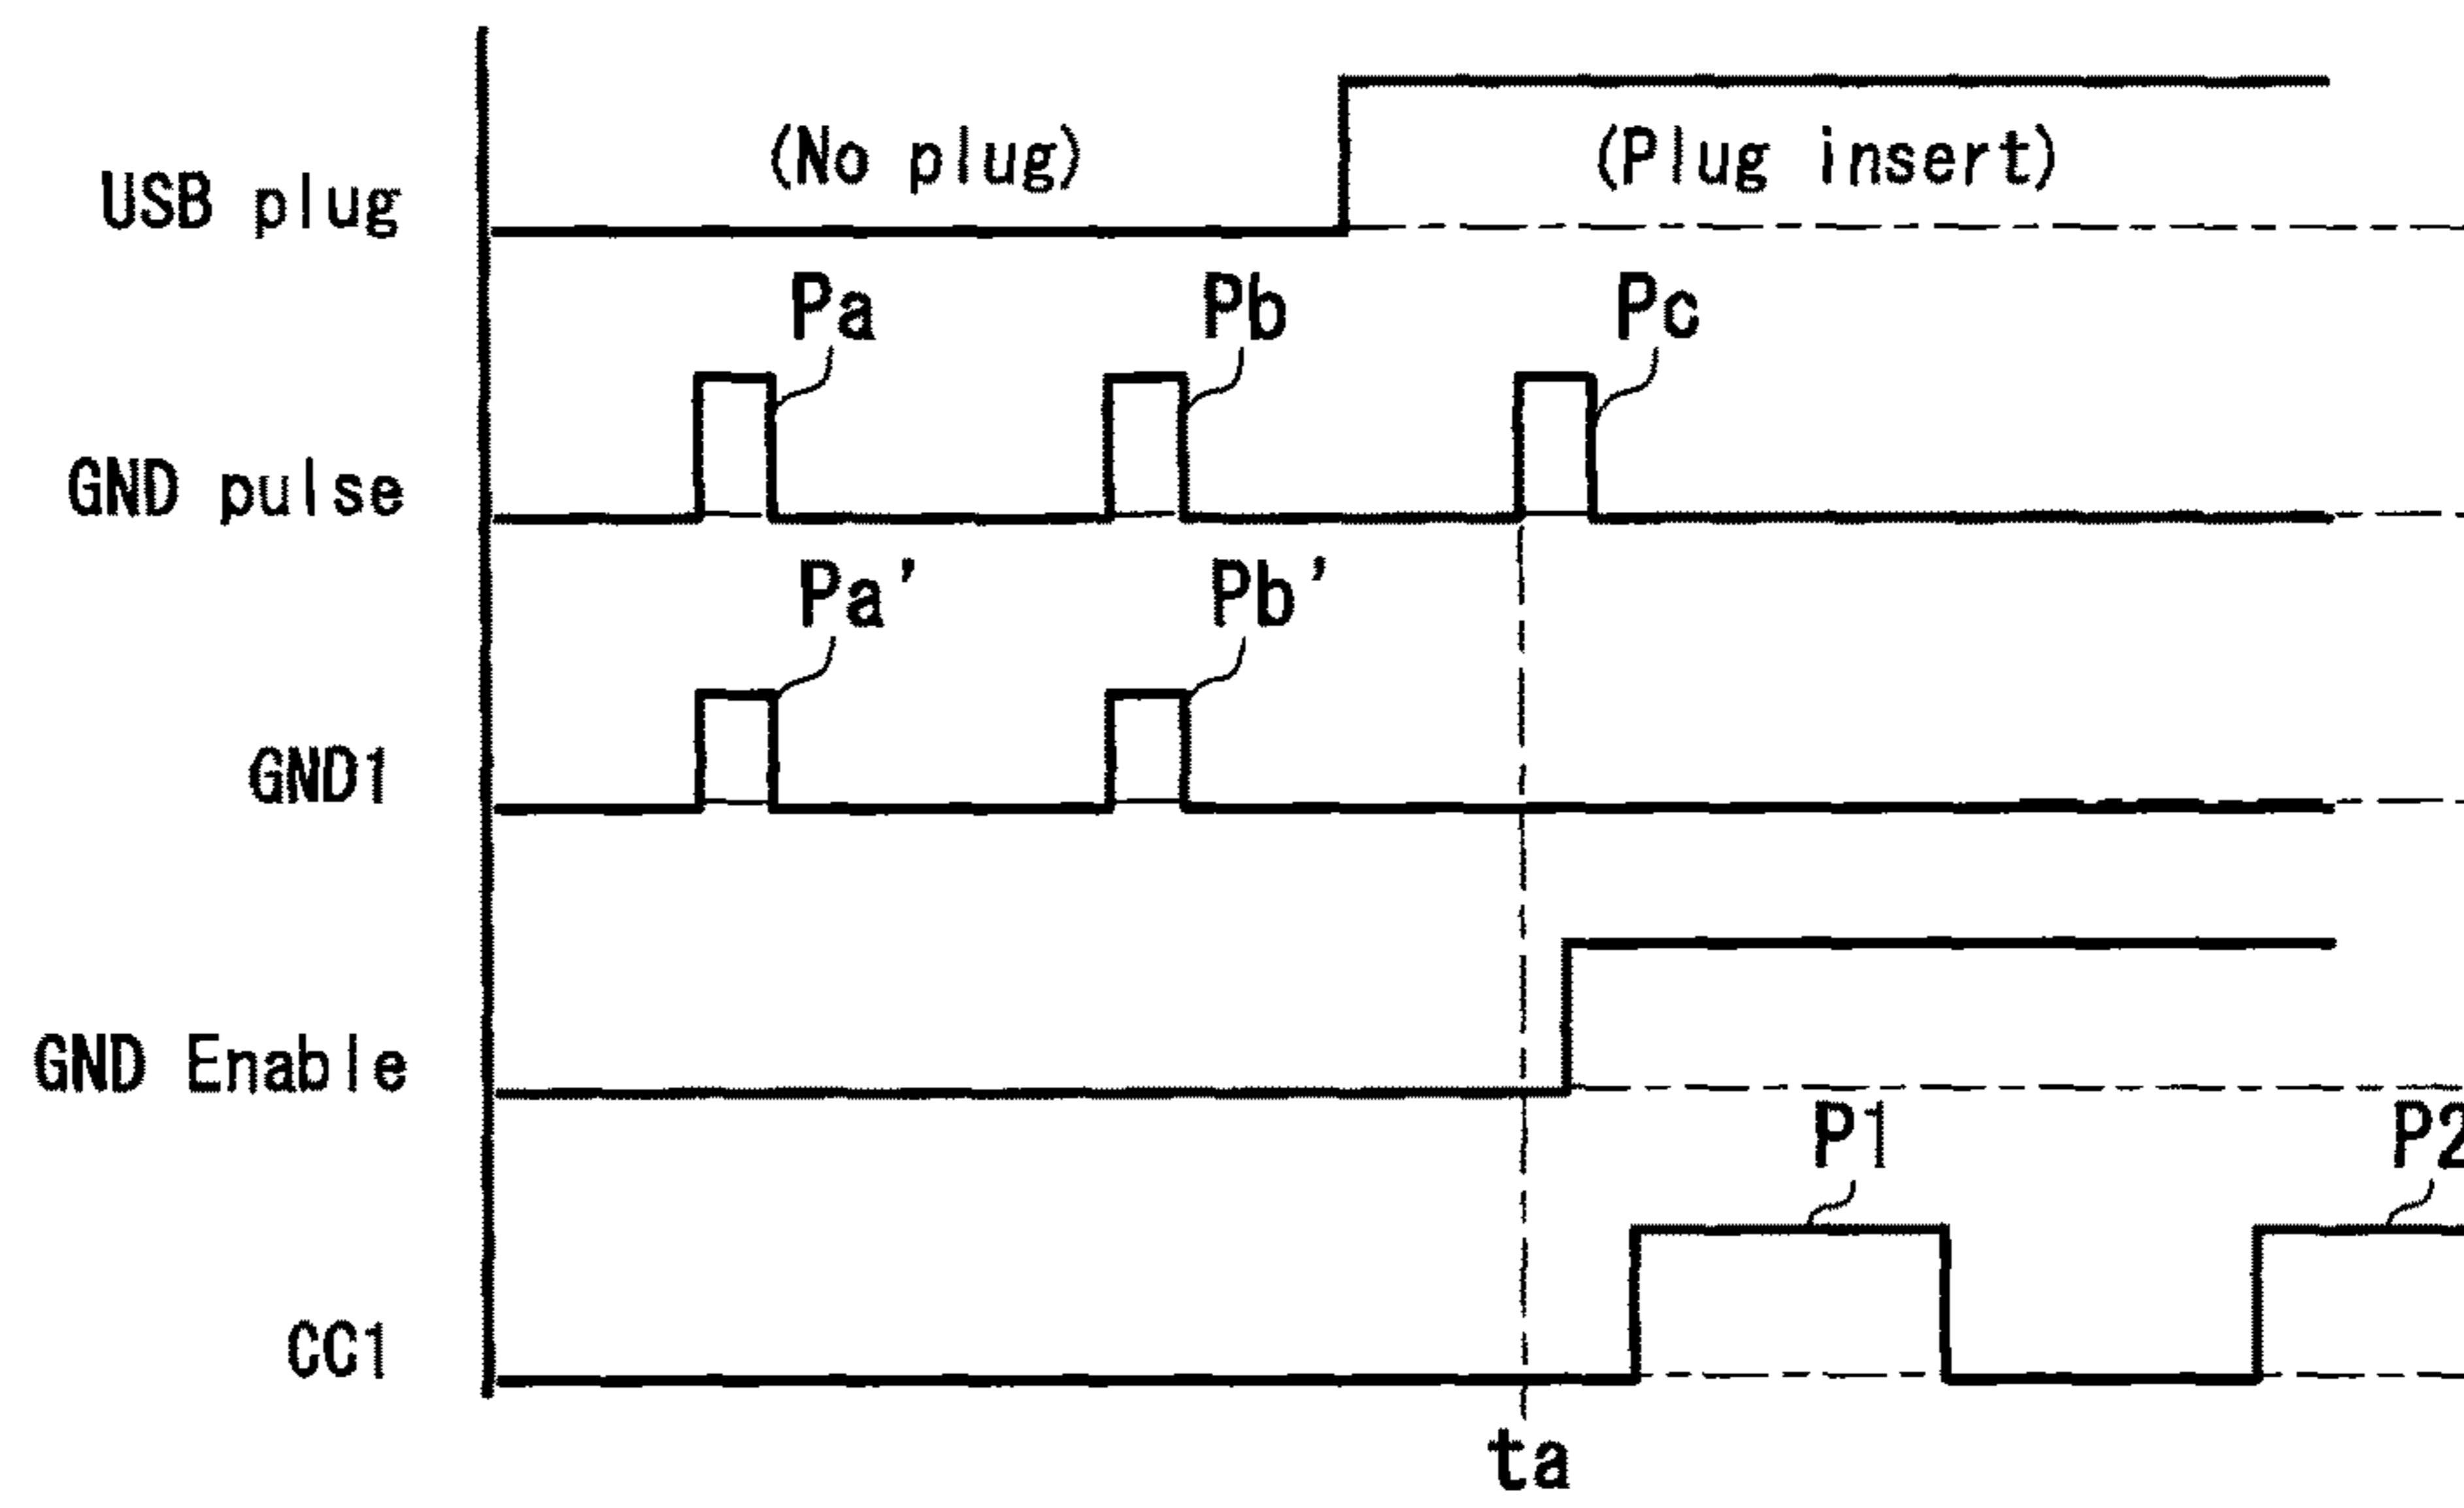 (No plug)
(Plug insert)
USB plug
Pa
Pb
Pc
GND pulse
Pa'
Pb'
GND1
GND Enable
P1
P2
CC1
ta